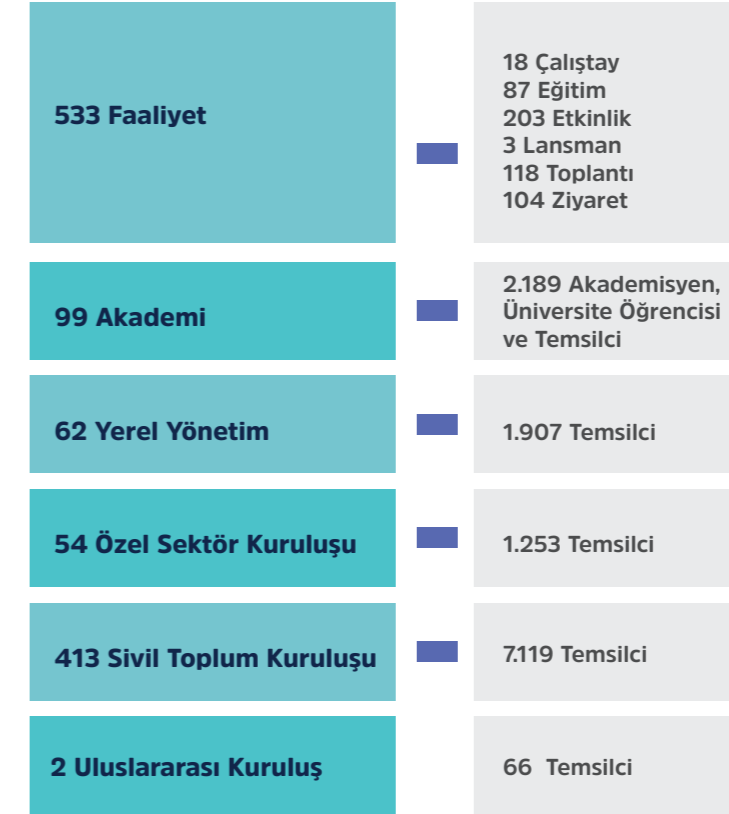 533 Faaliyet
18 Çalıştay
87 Eğitim
203 Etkinlik
3 Lansman
118 Toplantı
104 Ziyaret
99 Akademi
2.189 Akademisyen,
Üniversite Öğrencisi
ve Temsilci
62 Yerel Yönetim
1.907 Temsilci
54 Özel Sektör Kuruluşu
1.253 Temsilci
413 Sivil Toplum Kuruluşu
7.119 Temsilci
2 Uluslararası Kuruluş
66 Temsilci